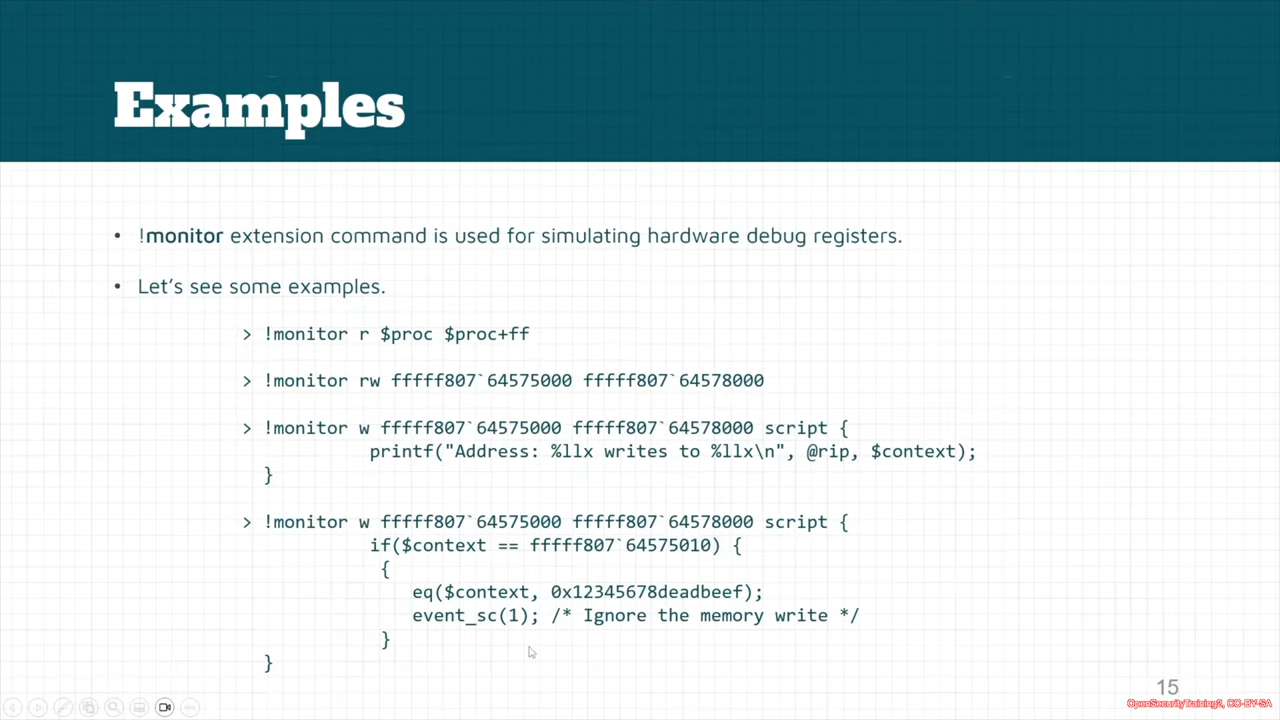 Examples
• !monitor extension command is used for simulating hardware debug registers.
• Let's see some examples.
> !monitor r $proc $proc+ff
> !monitor rw fffff807`64575000 fffff807`64578000
> !monitor w fffff807`64575000 fffff807`64578000 script {
printf("Address: %llx writes to %llx\n", @rip, $context);
}
> !monitor w fffff807`64575000 fffff807`64578000 script {
if($context == fffff807`64575010) {
{
eq($context, 0x12345678deadbeef);
event_sc(1); /* Ignore the memory write */
}
}
15
OpenSecurityTraining2, CC-BY-SA